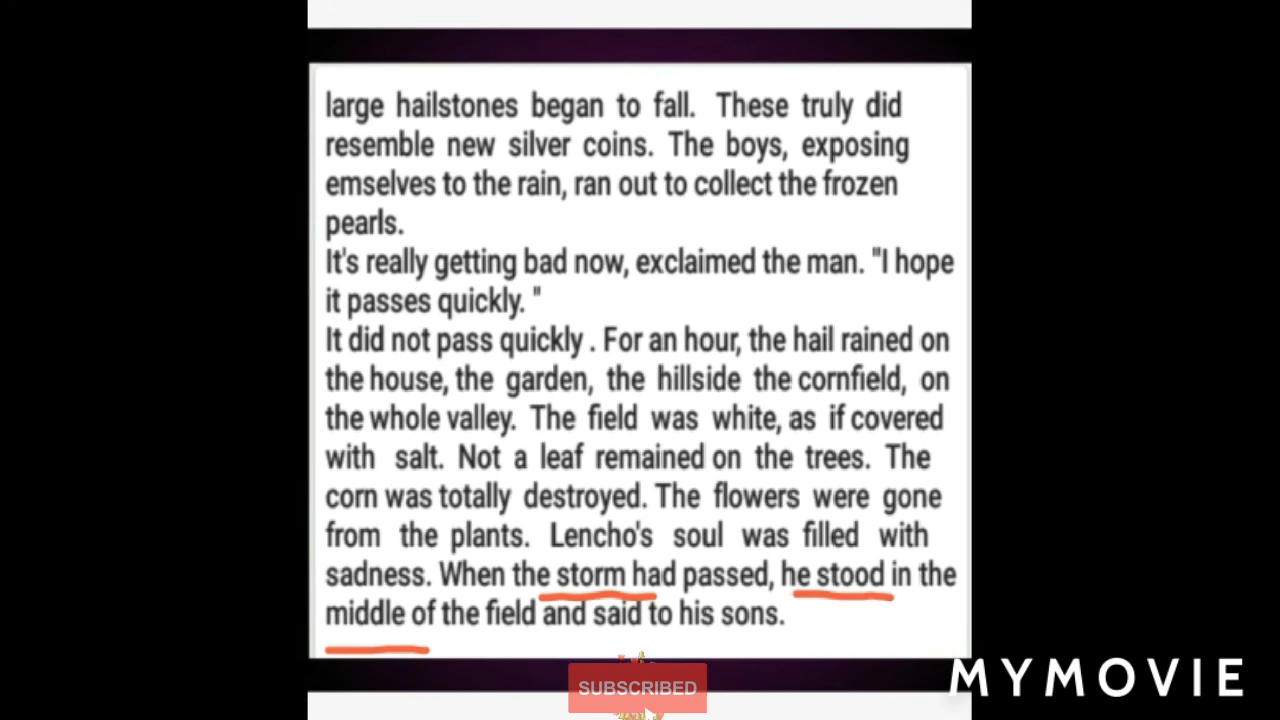 large hailstones began to fall. These truly did
resemble new silver coins. The boys, exposing
emselves to the rain, ran out to collect the frozen
pearls.
It's really getting bad now, exclaimed the man. "I hope
it passes quickly. "
It did not pass quickly . For an hour, the hail rained on
the house, the garden, the hillside the cornfield, on
the whole valley. The field was white, as if covered
with salt. Not a leaf remained on the trees. The
corn was totally destroyed. The flowers were gone
from the plants. Lencho's soul was filled with
sadness. When the storm had passed, he stood in the
middle of the field and said to his sons.
SUBSCRIBED
MYMOVIE